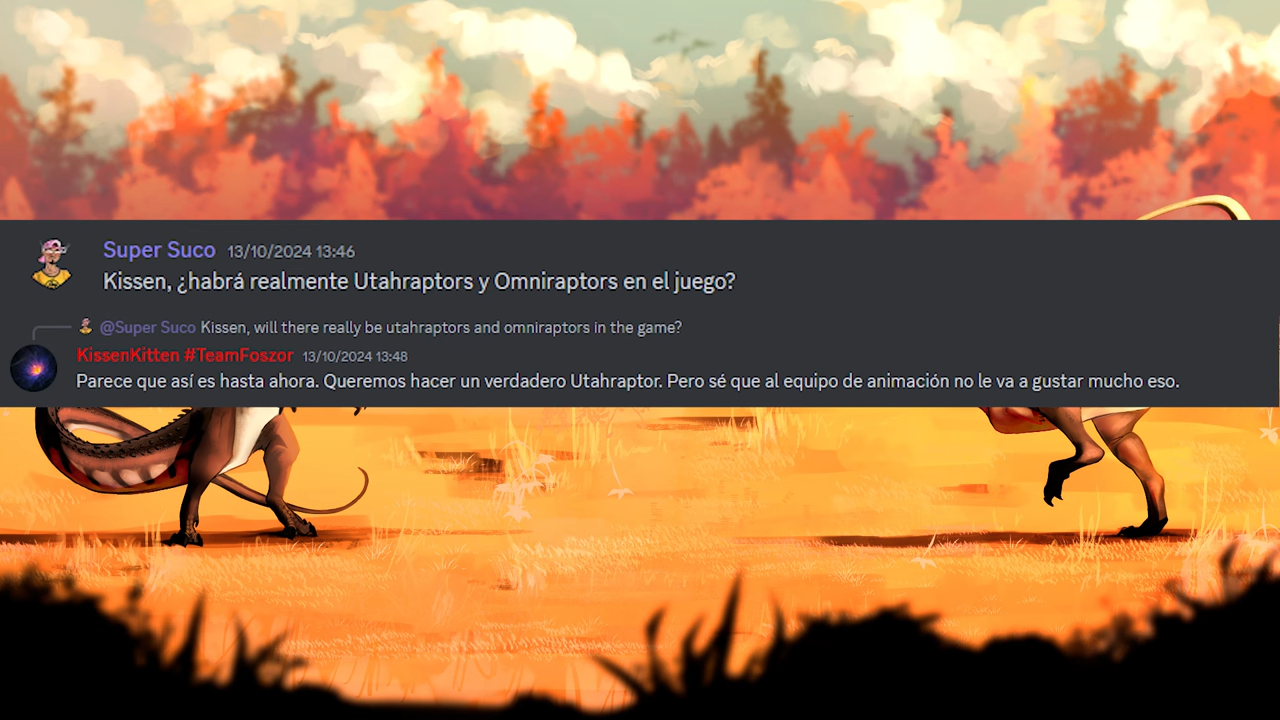 Super Suco 13/10/2024 13:46
Kissen, ¿habrá realmente Utahraptors y Omniraptors en el juego?
@Super Suco Kissen, will there really be utahraptors and omniraptors in the game?
KissenKitten #TeamFoszor 13/10/2024 13:48
Parece que así es hasta ahora. Queremos hacer un verdadero Utahraptor. Pero sé que al equipo de animación no le va a gustar mucho eso.